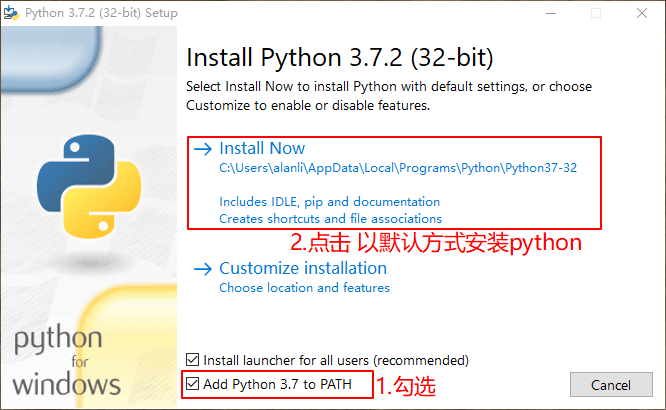 Python 3.7.2 (32-bit) Setup
Install Python 3.7.2 (32-bit)
Select Install Now to install Python with default settings, or choose
Customize to enable or disable features.
Install Now
C:\Users\alanli\AppData\Local\Programs\Python\Python37-32
Includes IDLE, pip and documentation
Creates shortcuts and file associations
2.点击 以默认方式安装python
Customize installation
Choose location and features
python
for
windows
Install launcher for all users (recommended)
Add Python 3.7 to PATH
1.勾选
Cancel